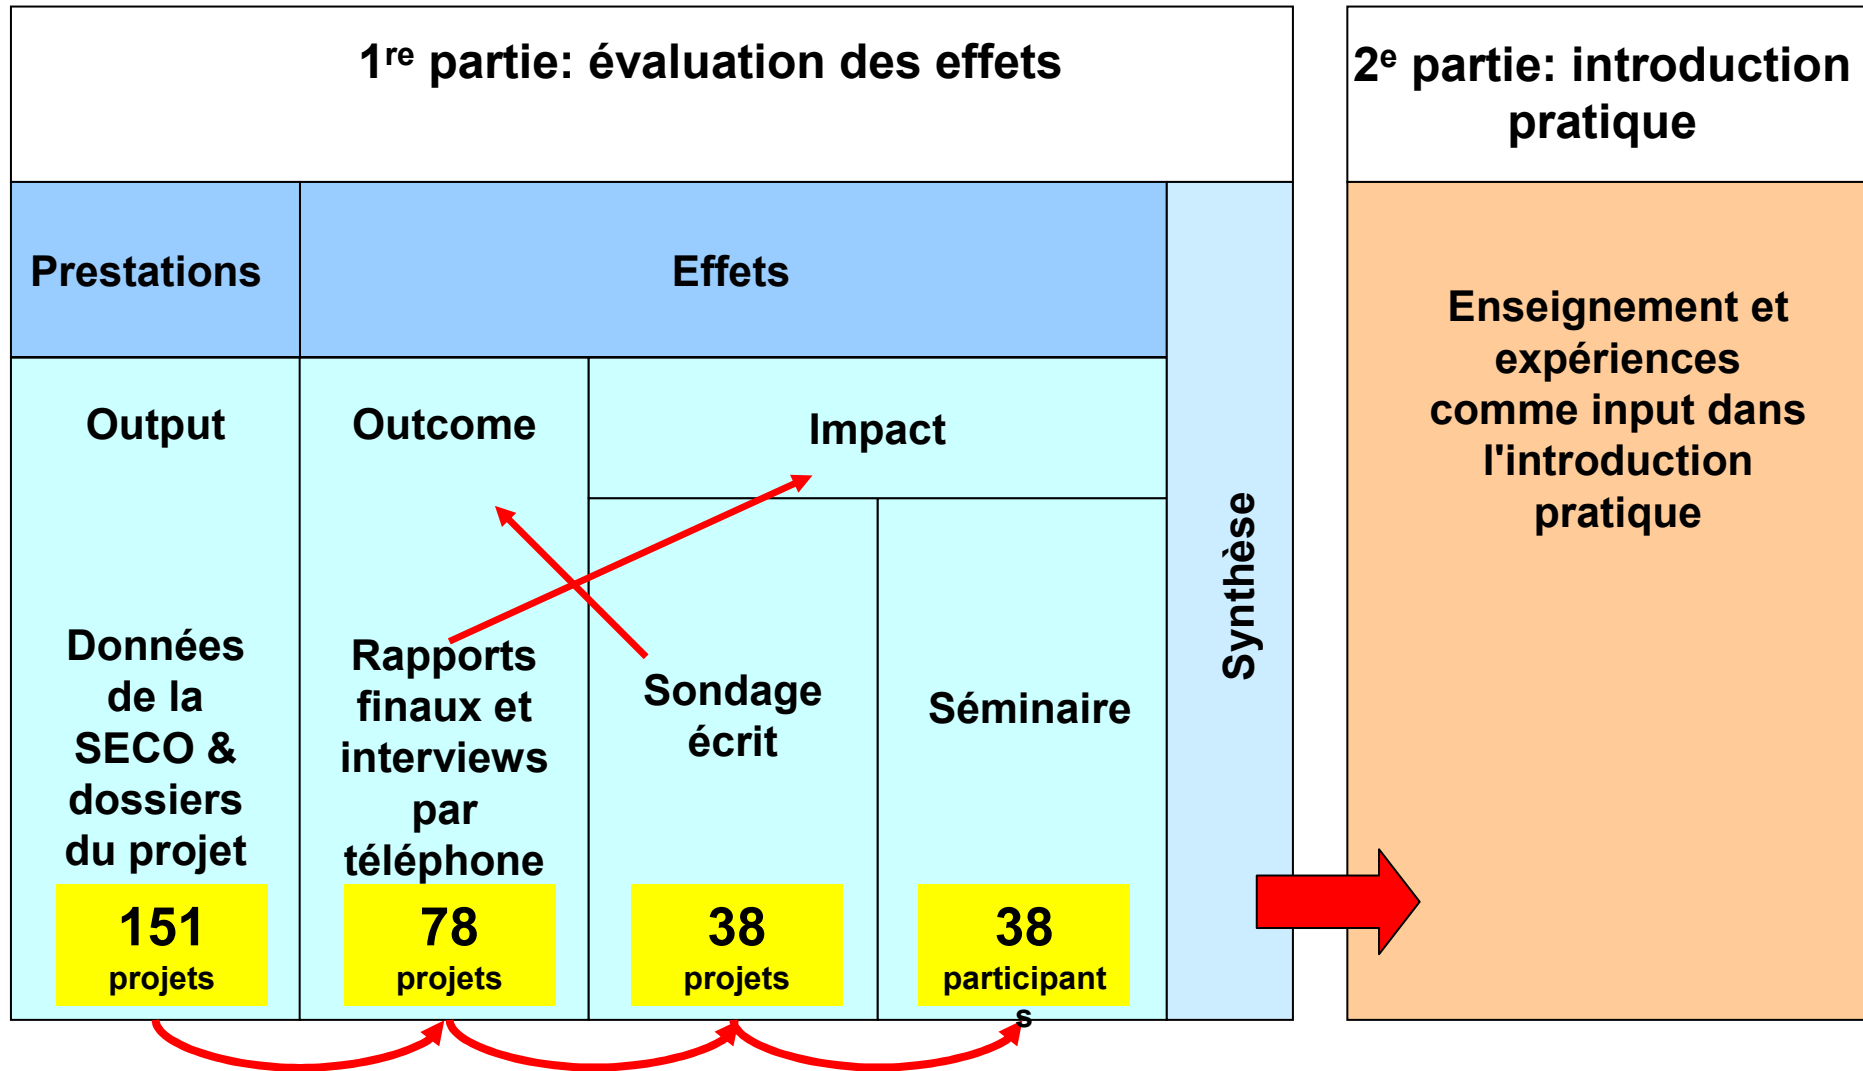 1re partie: évaluation des effets
2e partie: introduction
pratique
Prestations
Effets
Synthèse
Output
Outcome
Impact
Données
de la
SECO &
dossiers
du projet
151
projets
Rapports
finaux et
interviews
par
téléphone
78
projets
Sondage
écrit
38
projets
Séminaire
38
participant
s
Enseignement et
expériences
comme input dans
l'introduction
pratique